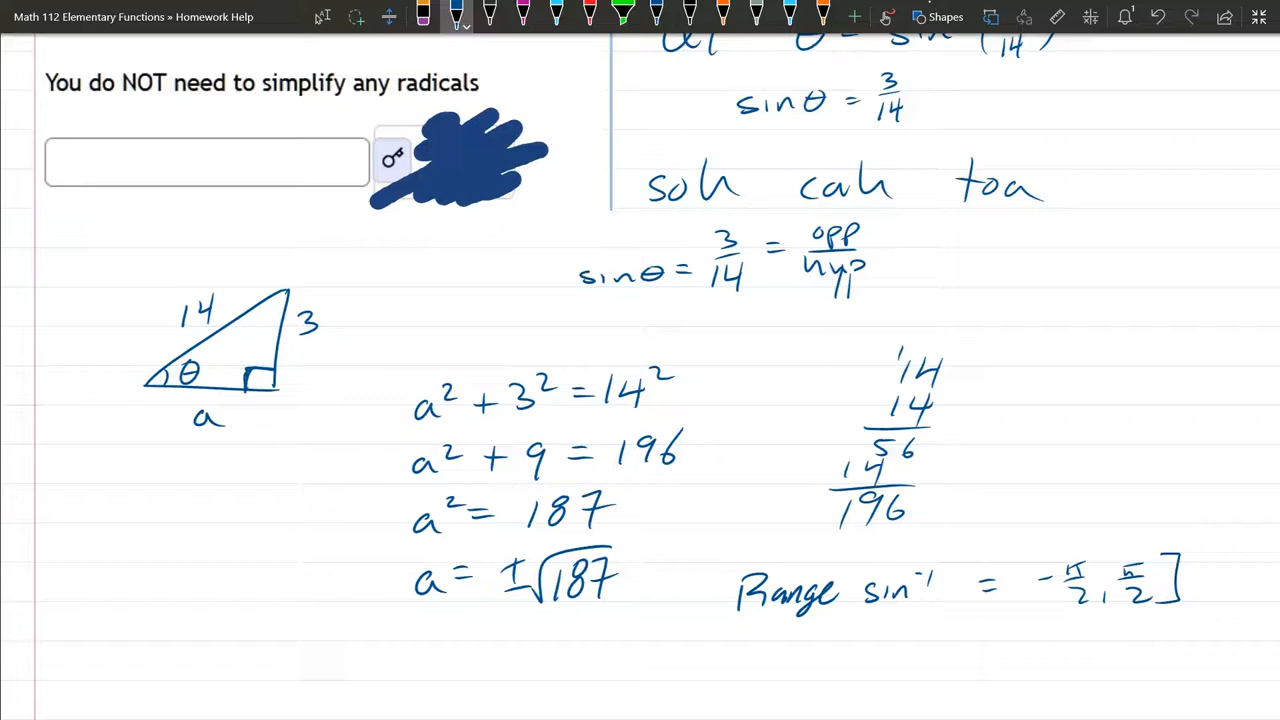 Math 112 Elementary Functions » Homework Help
Shapes
You do NOT need to simplify any radicals
14
sinθ = 3/14
soh cah toa
sinθ = 3/14 = opp/hyp
14
3
θ
a
a² + 3² = 14²
a² + 9 = 196
a² = 187
a = ±√187
14
14
56
14
196
Range sin⁻¹ = -π/2, π/2]